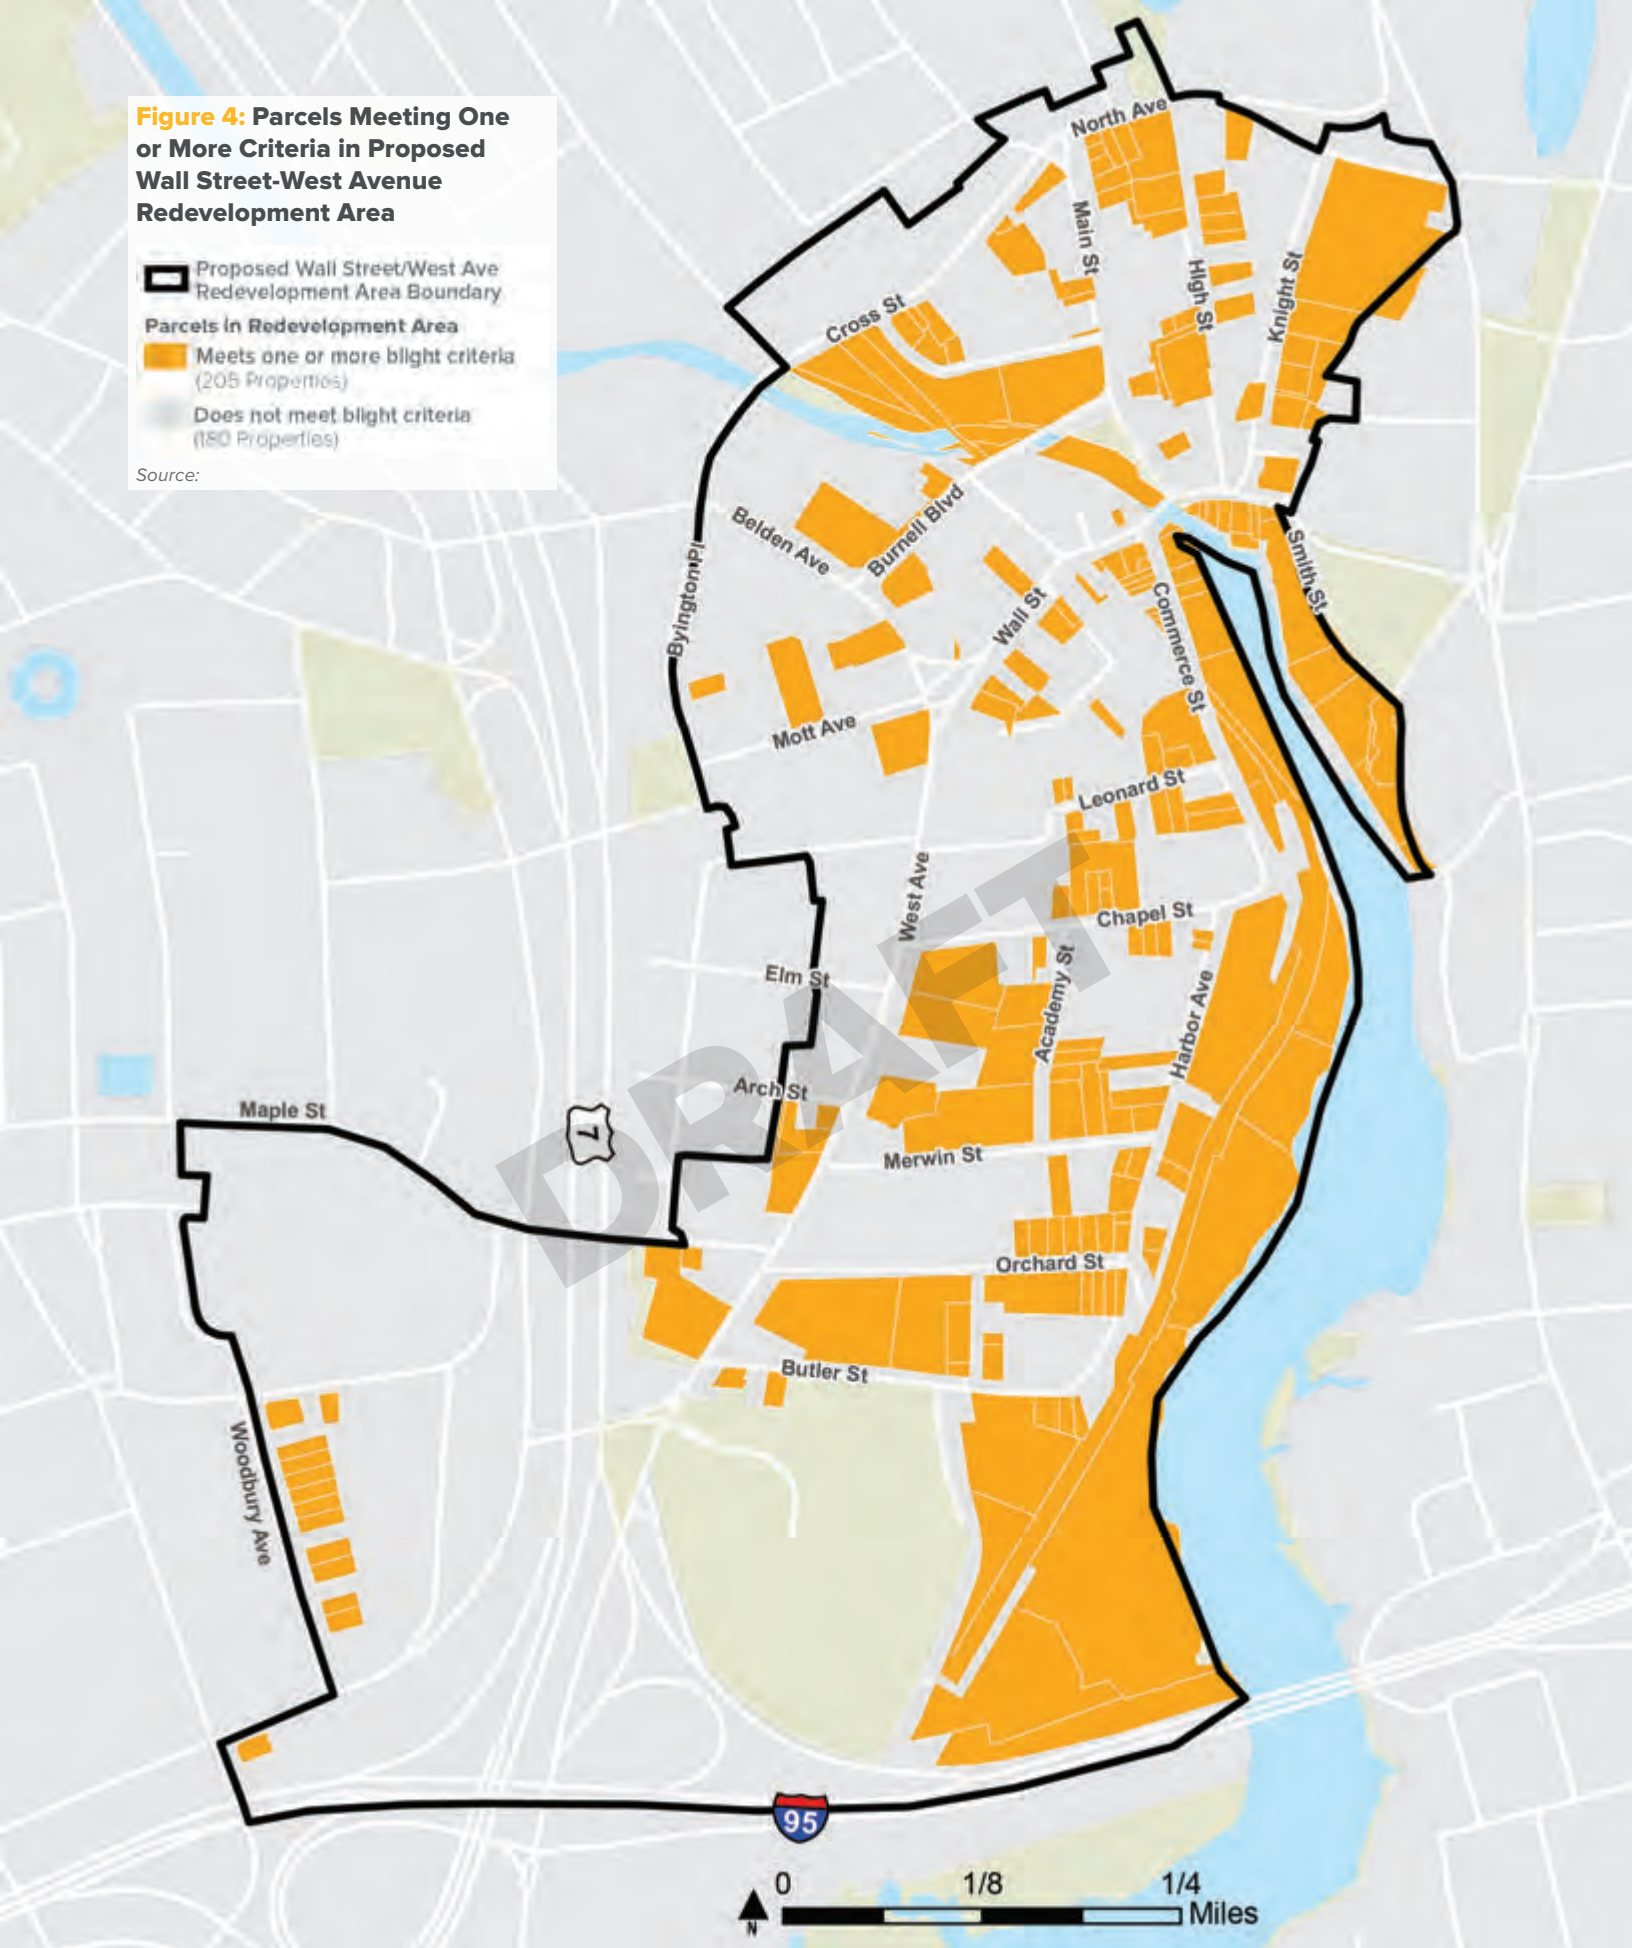 Figure 4: Parcels Meeting One
or More Criteria in Proposed
Wall Street-West Avenue
Redevelopment Area
Proposed Wall Street/West Ave
Redevelopment Area Boundary
Parcels in Redevelopment Area
Meets one or more blight criteria
(205 Properties)
Does not meet blight criteria
(180 Properties)
Source:
North Ave
Main St
High St
Knight St
Cross St
Belden Ave
Burnell Blvd
Byington Pl
Wall St
Commerce St
Smith St
Mott Ave
Leonard St
West Ave
Chapel St
Elm St
Academy St
Harbor Ave
Arch St
Maple St
7
Merwin St
Orchard St
Butler St
Woodbury Ave
DRAFT
95
0 1/8 1/4
Miles
N